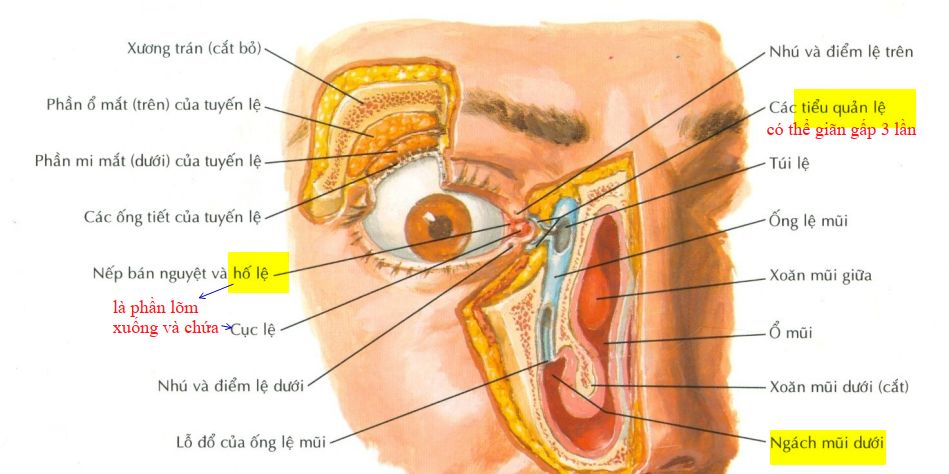 Xương trán (cắt bỏ)
Phần ổ mắt (trên) của tuyến lệ
Phần mi mắt (dưới) của tuyến lệ
Các ống tiết của tuyến lệ
Nếp bán nguyệt và hố lệ
là phần lõm
xuống và chứa
Cục lệ
Nhú và điểm lệ dưới
Lỗ đổ của ống lệ mũi
Nhú và điểm lệ trên
Các tiểu quản lệ
có thể giãn gấp 3 lần
Túi lệ
Ống lệ mũi
Xoăn mũi giữa
Ổ mũi
Xoăn mũi dưới (cắt)
Ngách mũi dưới